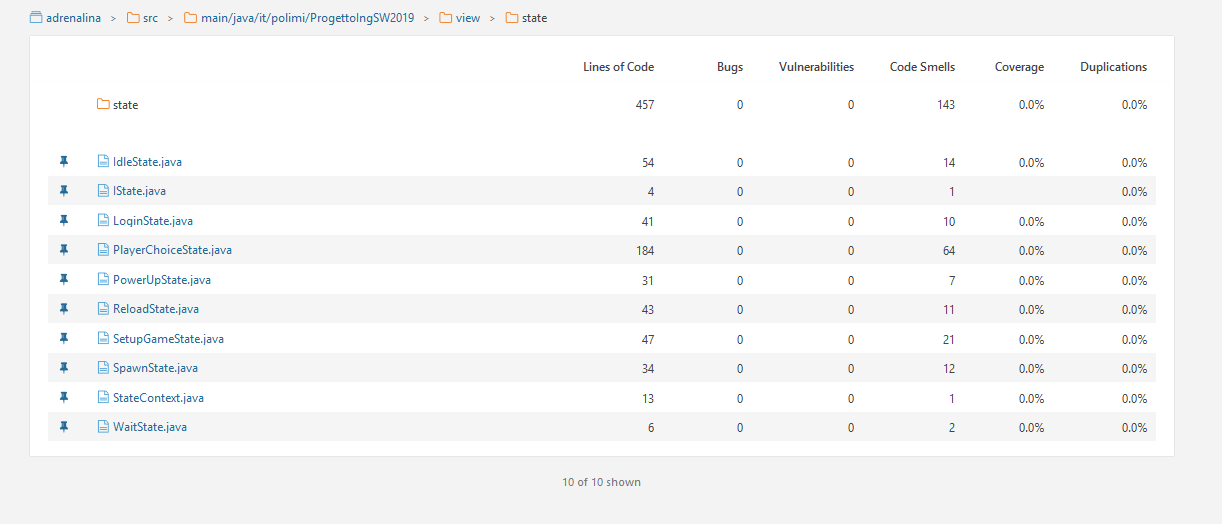 adrenalina > src > main/java/it/polimi/ProgettoIngSW2019 > view > state
Lines of Code Bugs Vulnerabilities Code Smells Coverage Duplications
state 457 0 0 143 0.0% 0.0%
IdleState.java 54 0 0 14 0.0% 0.0%
IState.java 4 0 0 1 0.0%
LoginState.java 41 0 0 10 0.0% 0.0%
PlayerChoiceState.java 184 0 0 64 0.0% 0.0%
PowerUpState.java 31 0 0 7 0.0% 0.0%
ReloadState.java 43 0 0 11 0.0% 0.0%
SetupGameState.java 47 0 0 21 0.0% 0.0%
SpawnState.java 34 0 0 12 0.0% 0.0%
StateContext.java 13 0 0 1 0.0% 0.0%
WaitState.java 6 0 0 2 0.0% 0.0%
10 of 10 shown